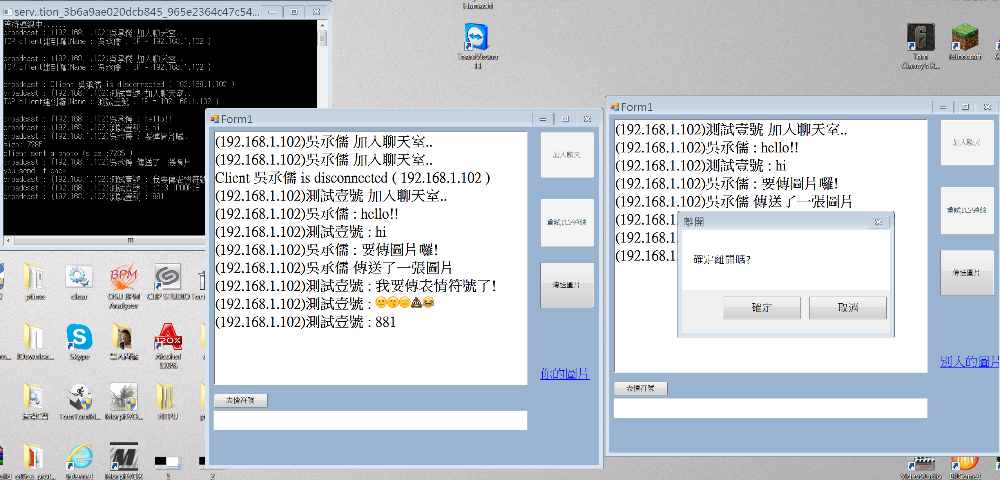 serv..tion_3b6a9ae020dcb845_965e2364c47c54...
等待連線中......
broadcast : (192.168.1.102)吳承儒 加入聊天室..
TCP client連到囉(Name : 吳承儒 , IP = 192.168.1.102 )
broadcast : (192.168.1.102)吳承儒 加入聊天室..
TCP client連到囉(Name : 吳承儒 , IP = 192.168.1.102 )
broadcast : Client 吳承儒 is disconnected ( 192.168.1.102 )
broadcast : (192.168.1.102)測試壹號 加入聊天室..
TCP client連到囉(Name : 測試壹號 , IP = 192.168.1.102 )
broadcast : (192.168.1.102)吳承儒 : hello!!
broadcast : (192.168.1.102)測試壹號 : hi
broadcast : (192.168.1.102)吳承儒 : 要傳圖片囉!
size: 7285
client sent a photo (size :7285 )
broadcast : (192.168.1.102)吳承儒 傳送了一張圖片
you send it back
broadcast : (192.168.1.102)測試壹號 : 我要傳表情符號
broadcast : (192.168.1.102)測試壹號 : :):3:|POOP:E
broadcast : (192.168.1.102)測試壹號 : 881
Form1
(192.168.1.102)吳承儒 加入聊天室..
(192.168.1.102)吳承儒 加入聊天室..
Client 吳承儒 is disconnected ( 192.168.1.102 )
(192.168.1.102)測試壹號 加入聊天室..
(192.168.1.102)吳承儒 : hello!!
(192.168.1.102)測試壹號 : hi
(192.168.1.102)吳承儒 : 要傳圖片囉!
(192.168.1.102)吳承儒 傳送了一張圖片
(192.168.1.102)測試壹號 : 我要傳表情符號了!
(192.168.1.102)測試壹號 : 🙂😙😑💩😂
(192.168.1.102)測試壹號 : 881
加入聊天
重試TCP連線
傳送圖片
你的圖片
表情符號
Form1
(192.168.1.102)測試壹號 加入聊天室..
(192.168.1.102)吳承儒 : hello!!
(192.168.1.102)測試壹號 : hi
(192.168.1.102)吳承儒 : 要傳圖片囉!
(192.168.1.102)吳承儒 傳送了一張圖片
(192.168.1.
(192.168.1.
(192.168.1.
離開
確定離開嗎?
確定
取消
加入聊天
重試TCP連線
傳送圖片
別人的圖片
表情符號
Hamachi
TeamViewer
11
6
Tom
Clancy's R...
Minecraft
ptime
clear
BPM
OSU BPM
Analyzer
CLIP STUDIO
Tort
JDownloa...
Skype
黑人問號
120%
Alcohol
120%
清理C曹
TomTomM...
MorphVO...
NTPU
office_prof...
Internet
MorphVOX
1
2
VideoStudio
BitComet